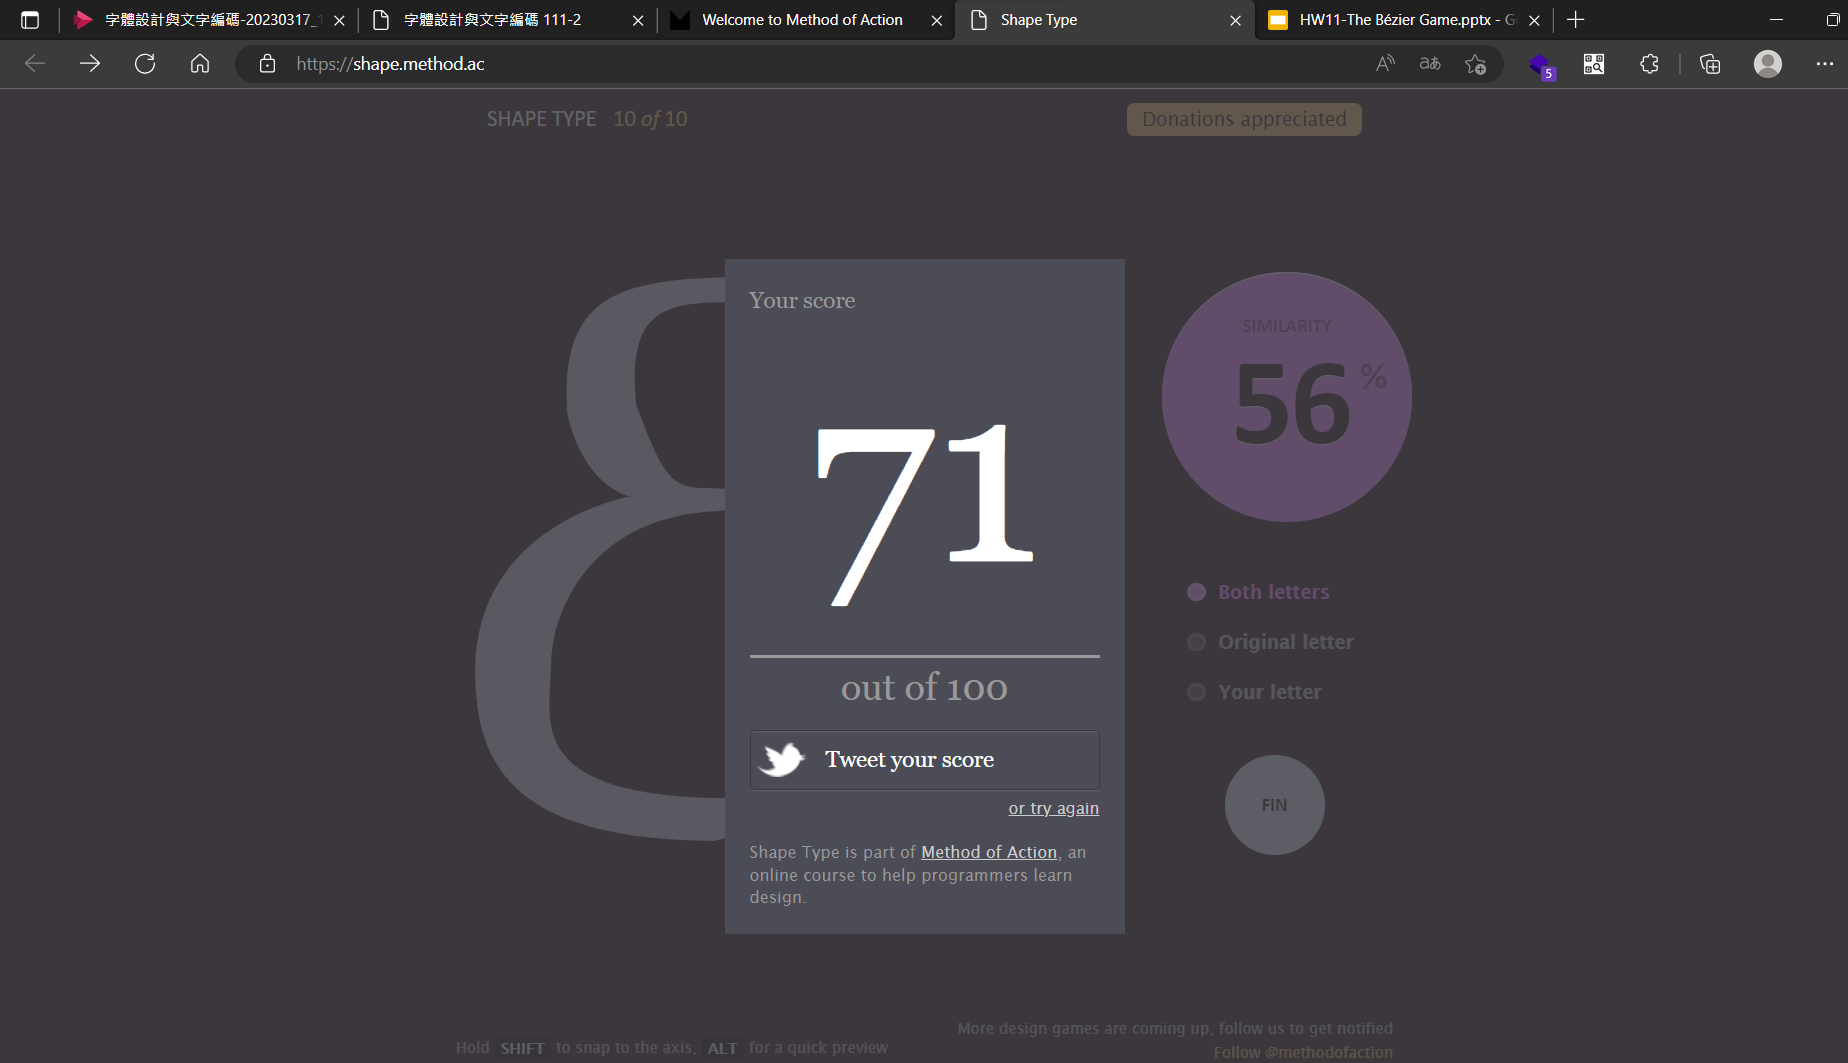 字體設計與文字編碼-20230317_
字體設計與文字編碼 111-2
Welcome to Method of Action
Shape Type
HW11-The Bézier Game.pptx - G
https://shape.method.ac
5
SHAPE TYPE 10 of 10
Donations appreciated
Your score
71
out of 100
Tweet your score
or try again
Shape Type is part of Method of Action, an
online course to help programmers learn
design.
SIMILARITY
56 %
Both letters
Original letter
Your letter
FIN
More design games are coming up, follow us to get notified
Follow @methodofaction
Hold SHIFT to snap to the axis, ALT for a quick preview